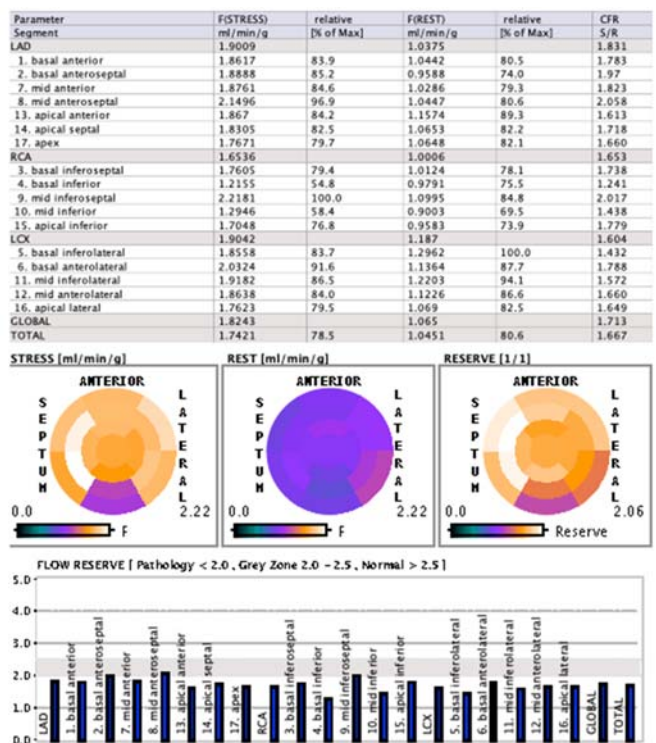 Parameter F(STRESS) relative F(REST) relative CFR
Segment ml/min/g [% of Max] ml/min/g [% of Max] S/R
LAD 1.9009 1.0375 1.831
1. basal anterior 1.8617 83.9 1.0442 80.5 1.783
2. basal anteroseptal 1.8888 85.2 0.9588 74.0 1.97
7. mid anterior 1.8761 84.6 1.0286 79.3 1.823
8. mid anteroseptal 2.1496 96.9 1.0447 80.6 2.058
13. apical anterior 1.867 84.2 1.1574 89.3 1.613
14. apical septal 1.8305 82.5 1.0653 82.2 1.718
17. apex 1.7671 79.7 1.0648 82.1 1.660
RCA 1.6536 1.0006 1.653
3. basal inferoseptal 1.7605 79.4 1.0124 78.1 1.738
4. basal inferior 1.2155 54.8 0.9791 75.5 1.241
9. mid inferoseptal 2.2181 100.0 1.0995 84.8 2.017
10. mid inferior 1.2946 58.4 0.9003 69.5 1.438
15. apical inferior 1.7048 76.8 0.9583 73.9 1.779
LCX 1.9042 1.187 1.604
5. basal inferolateral 1.8558 83.7 1.2962 100.0 1.432
6. basal anterolateral 2.0324 91.6 1.1364 87.7 1.788
11. mid inferolateral 1.9182 86.5 1.2203 94.1 1.572
12. mid anterolateral 1.8638 84.0 1.1226 86.6 1.660
16. apical lateral 1.7623 79.5 1.069 82.5 1.649
GLOBAL 1.8243 1.065 1.713
TOTAL 1.7421 78.5 1.0451 80.6 1.667
STRESS [ml/min/g] REST [ml/min/g] RESERVE [1/1]
ANTERIOR ANTERIOR ANTERIOR
SEPTUM LATERAL SEPTUM LATERAL SEPTUM LATERAL
0.0 2.22 0.0 2.22 0.0 2.06
F F Reserve
FLOW RESERVE [ Pathology < 2.0 , Grey Zone 2.0 - 2.5 , Normal > 2.5 ]
5.0
4.0
3.0
2.0
1.0
0.0
LAD
1. basal anterior
2. basal anteroseptal
7. mid anterior
8. mid anteroseptal
13. apical anterior
14. apical septal
17. apex
RCA
3. basal inferoseptal
4. basal inferior
9. mid inferoseptal
10. mid inferior
15. apical inferior
LCX
5. basal inferolateral
6. basal anterolateral
11. mid inferolateral
12. mid anterolateral
16. apical lateral
GLOBAL
TOTAL